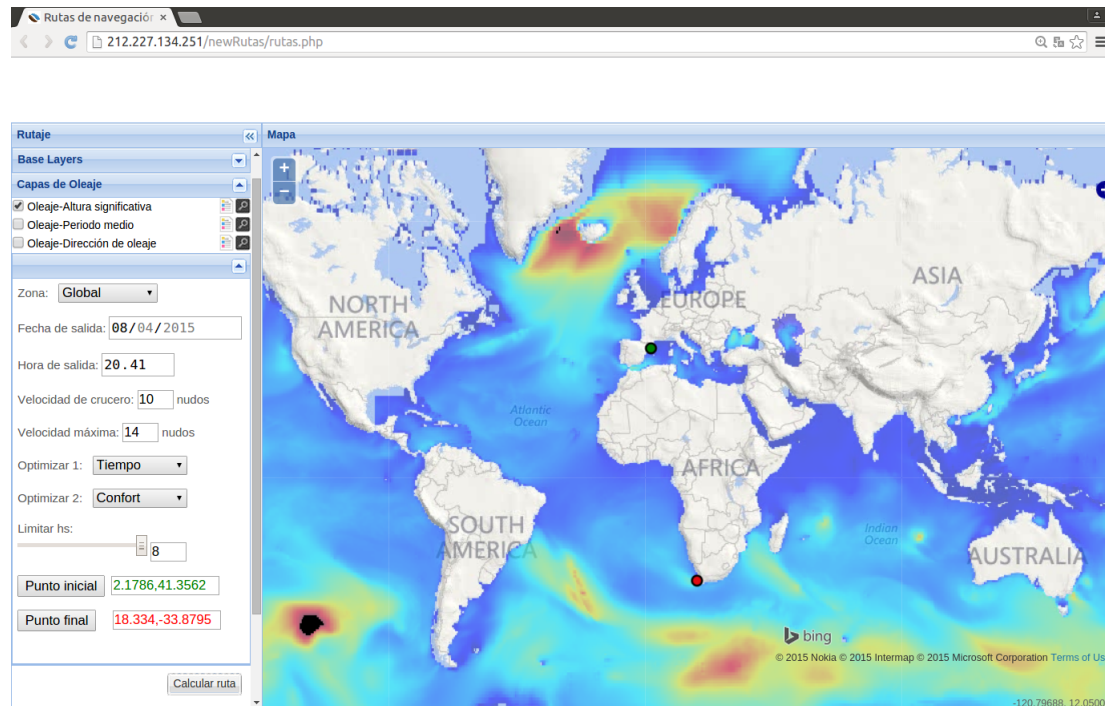 Rutas de navegación
212.227.134.251/newRutas/rutas.php
Rutaje
Mapa
Base Layers
Capas de Oleaje
Oleaje-Altura significativa
Oleaje-Periodo medio
Oleaje-Dirección de oleaje
Zona: Global
Fecha de salida: 08/04/2015
Hora de salida: 20.41
Velocidad de crucero: 10 nudos
Velocidad máxima: 14 nudos
Optimizar 1: Tiempo
Optimizar 2: Confort
Limitar hs:
8
Punto inicial 2.1786,41.3562
Punto final 18.334,-33.8795
Calcular ruta
+
−
NORTH
AMERICA
EUROPE
ASIA
Atlantic
Ocean
AFRICA
SOUTH
AMERICA
Indian
Ocean
AUSTRALIA
bing
© 2015 Nokia © 2015 Intermap © 2015 Microsoft Corporation Terms of Us
-120.79688, 12.0500